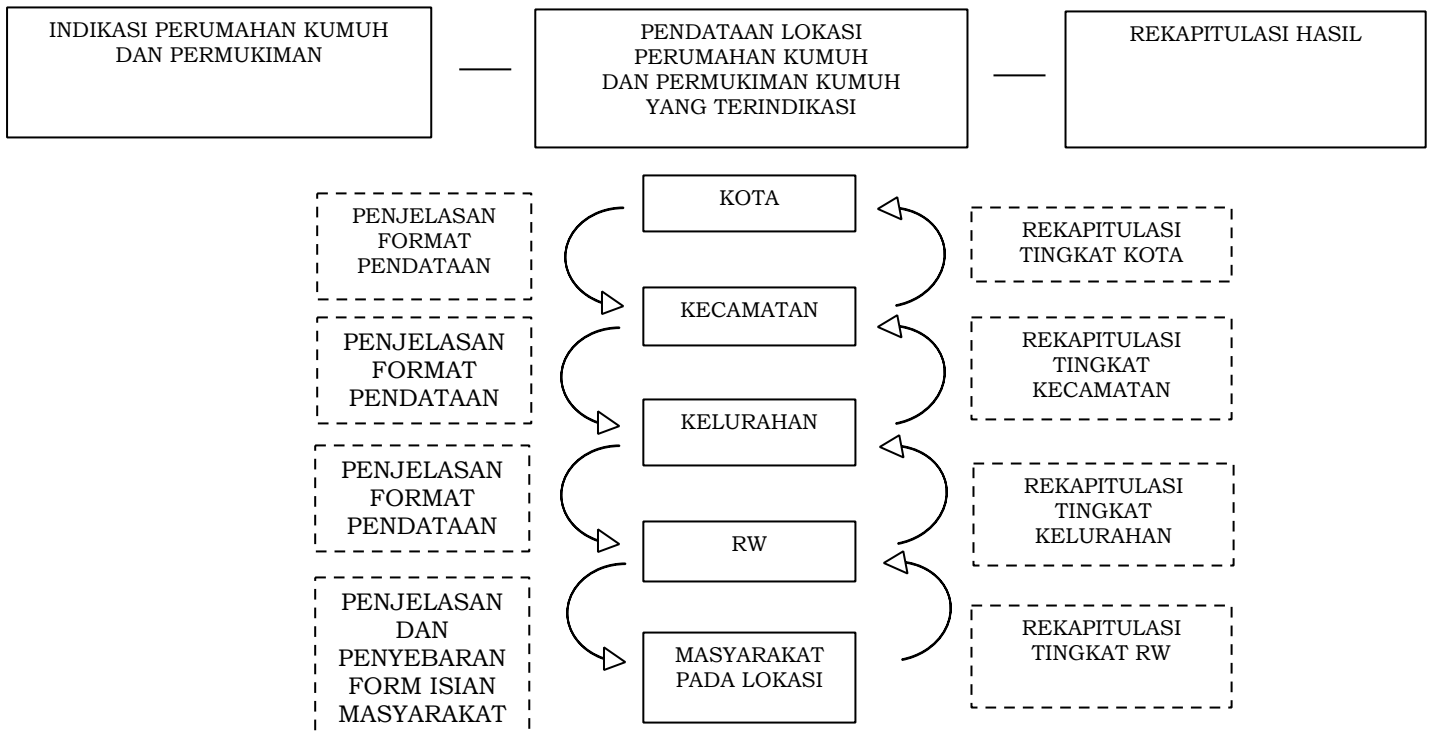 INDIKASI PERUMAHAN KUMUH
DAN PERMUKIMAN
PENDATAAN LOKASI
PERUMAHAN KUMUH
DAN PERMUKIMAN KUMUH
YANG TERINDIKASI
REKAPITULASI HASIL
PENJELASAN
FORMAT
PENDATAAN
KOTA
REKAPITULASI
TINGKAT KOTA
KECAMATAN
PENJELASAN
FORMAT
PENDATAAN
REKAPITULASI
TINGKAT
KECAMATAN
KELURAHAN
PENJELASAN
FORMAT
PENDATAAN
REKAPITULASI
TINGKAT
KELURAHAN
RW
PENJELASAN
DAN
PENYEBARAN
FORM ISIAN
MASYARAKAT
MASYARAKAT
PADA LOKASI
REKAPITULASI
TINGKAT RW